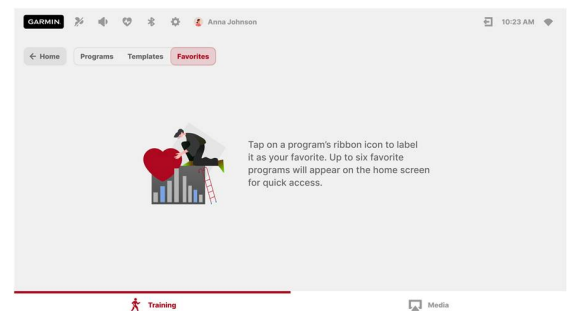 GARMIN.
Anna Johnson
10:23 AM
Home
Programs
Templates
Favorites
Tap on a program's ribbon icon to label
it as your favorite. Up to six favorite
programs will appear on the home screen
for quick access.
Training
Media